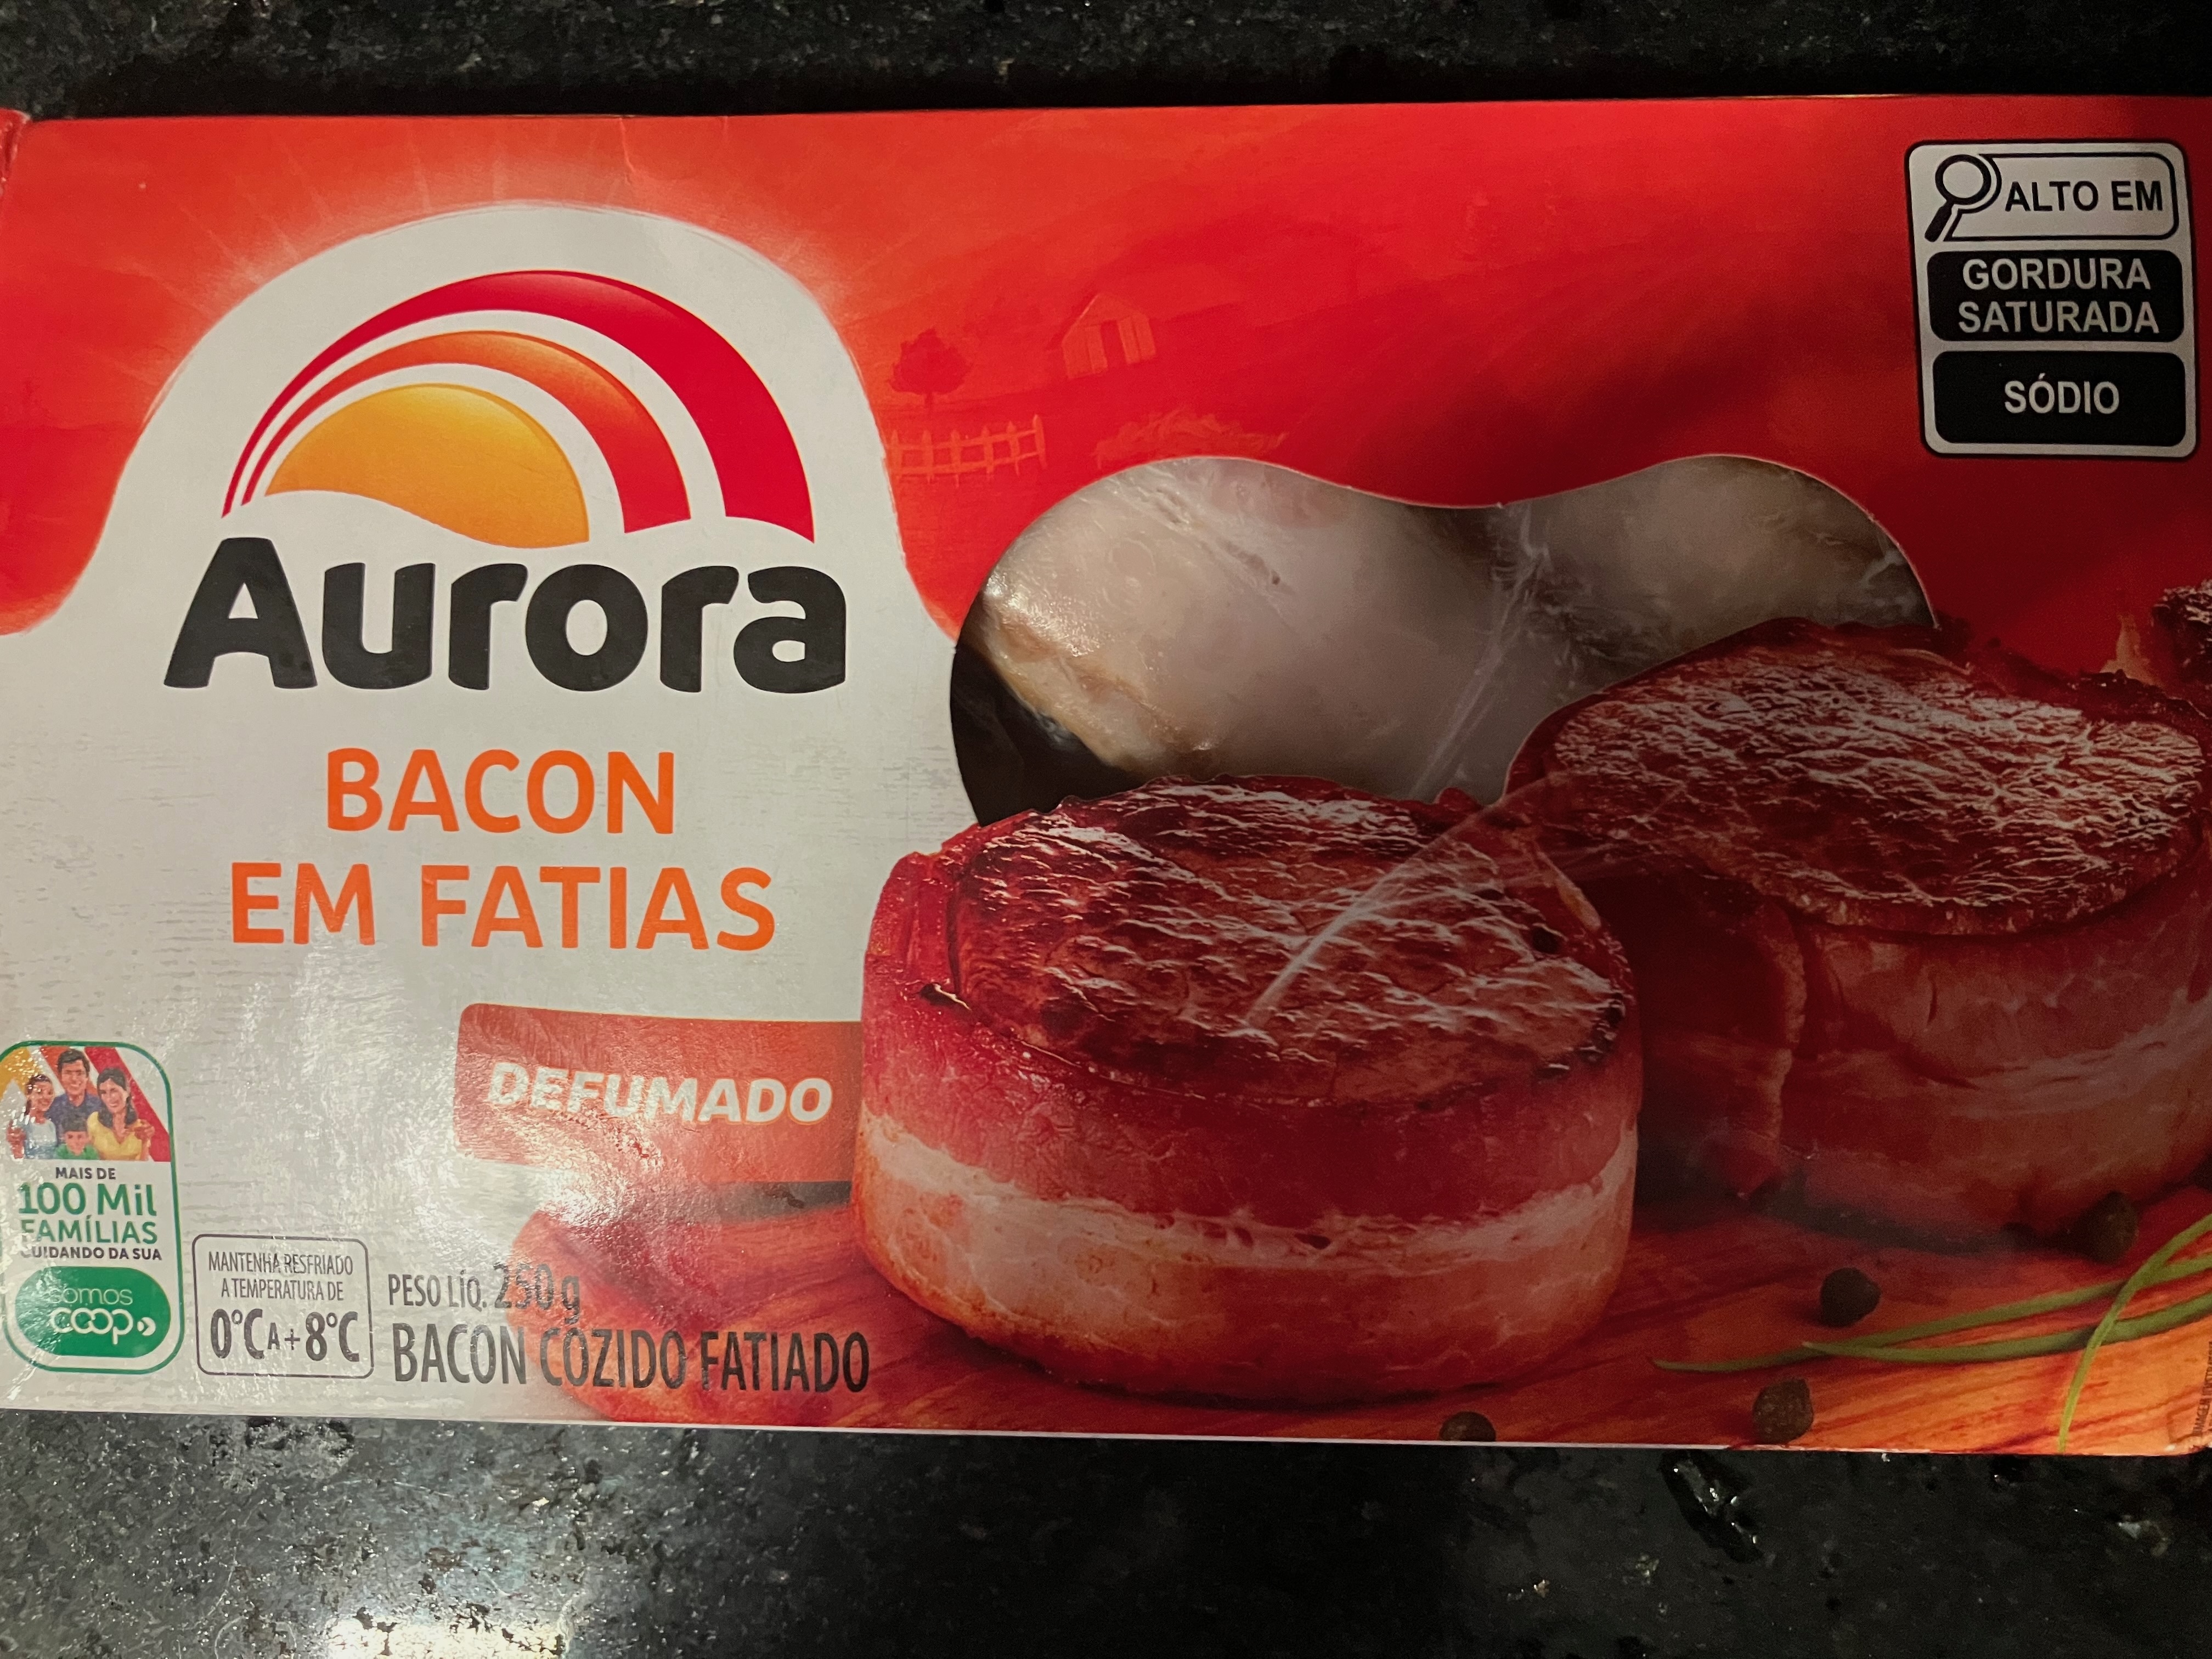 Aurora
BACON
EM FATIAS
DEFUMADO
ALTO EM
GORDURA
SATURADA
SÓDIO
MAIS DE
100 Mil
FAMÍLIAS
CUIDANDO DA SUA
somos
coop
MANTENHA RESFRIADO
A TEMPERATURA DE
0°C A +8°C
PESO LÍQ. 250 g
BACON COZIDO FATIADO